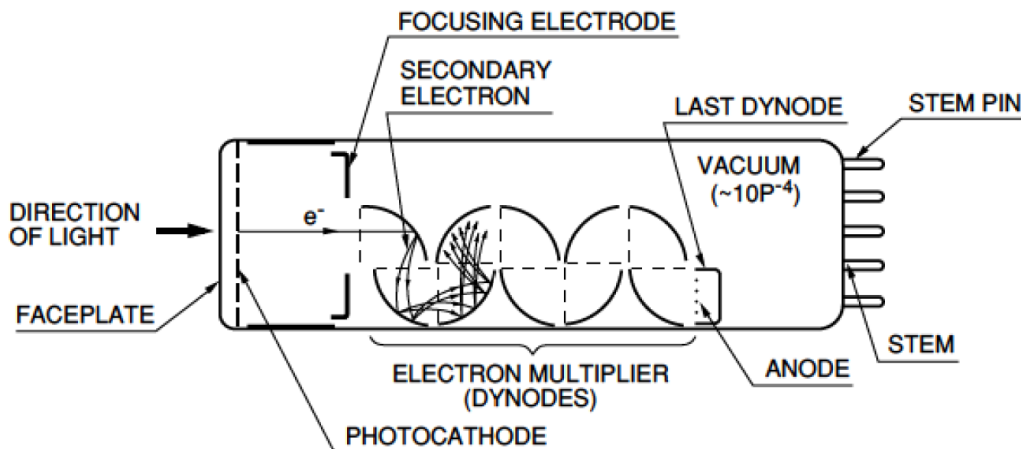 FOCUSING ELECTRODE
SECONDARY
ELECTRON
LAST DYNODE
STEM PIN
VACUUM
(~10P⁻⁴)
DIRECTION
OF LIGHT
e⁻
FACEPLATE
STEM
ANODE
ELECTRON MULTIPLIER
(DYNODES)
PHOTOCATHODE